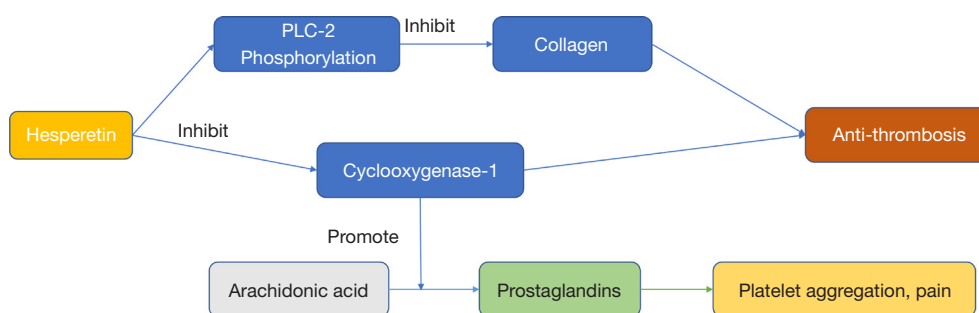 PLC-2
Phosphorylation
Inhibit
Collagen
Hesperetin
Inhibit
Anti-thrombosis
Cyclooxygenase-1
Promote
Arachidonic acid
Prostaglandins
Platelet aggregation, pain